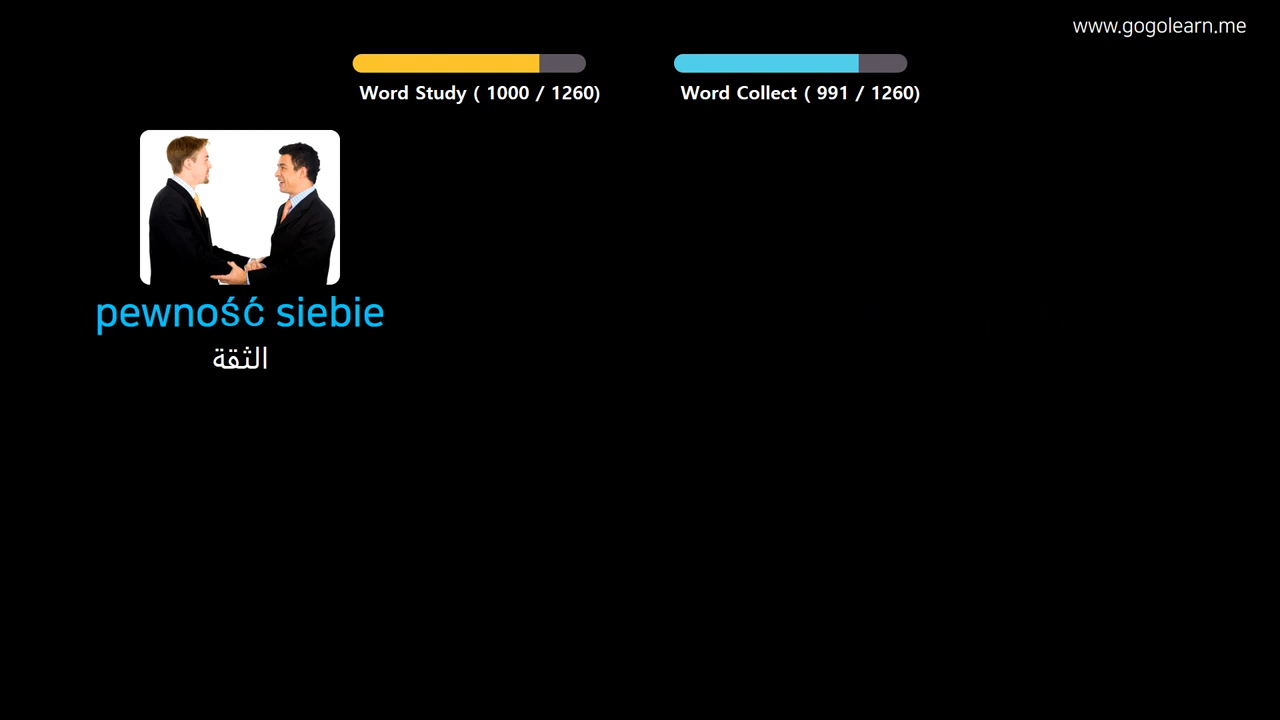 www.gogolearn.me
Word Study ( 1000 / 1260)
Word Collect ( 991 / 1260)
pewność siebie
الثقة